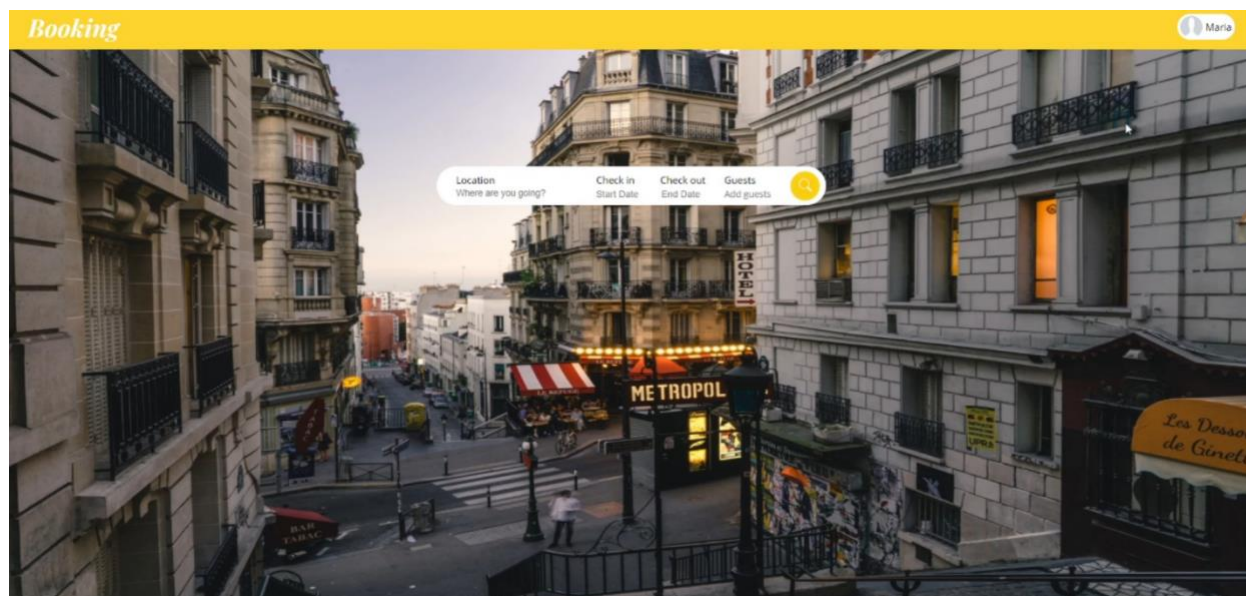 Booking
Maria
Location
Check in
Check out
Guests
Where are you going?
Start Date
End Date
Add guests
HOTEL
METROPOL
BAR
TABAC
Les Desso
de Ginet